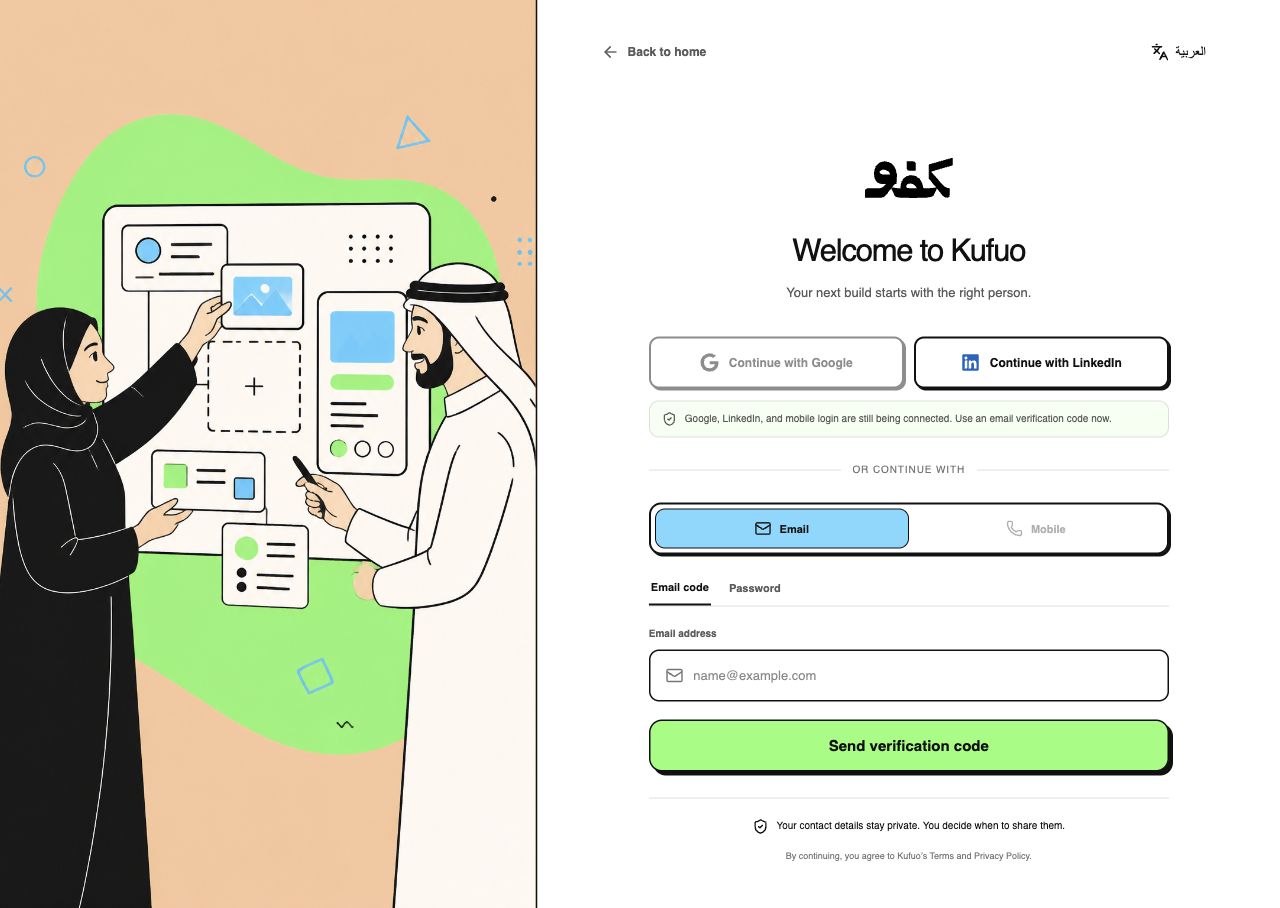 Back to home
العربية
كفو
Welcome to Kufuo
Your next build starts with the right person.
Continue with Google
Continue with LinkedIn
Google, LinkedIn, and mobile login are still being connected. Use an email verification code now.
OR CONTINUE WITH
Email
Mobile
Email code
Password
Email address
name@example.com
Send verification code
Your contact details stay private. You decide when to share them.
By continuing, you agree to Kufuo's Terms and Privacy Policy.